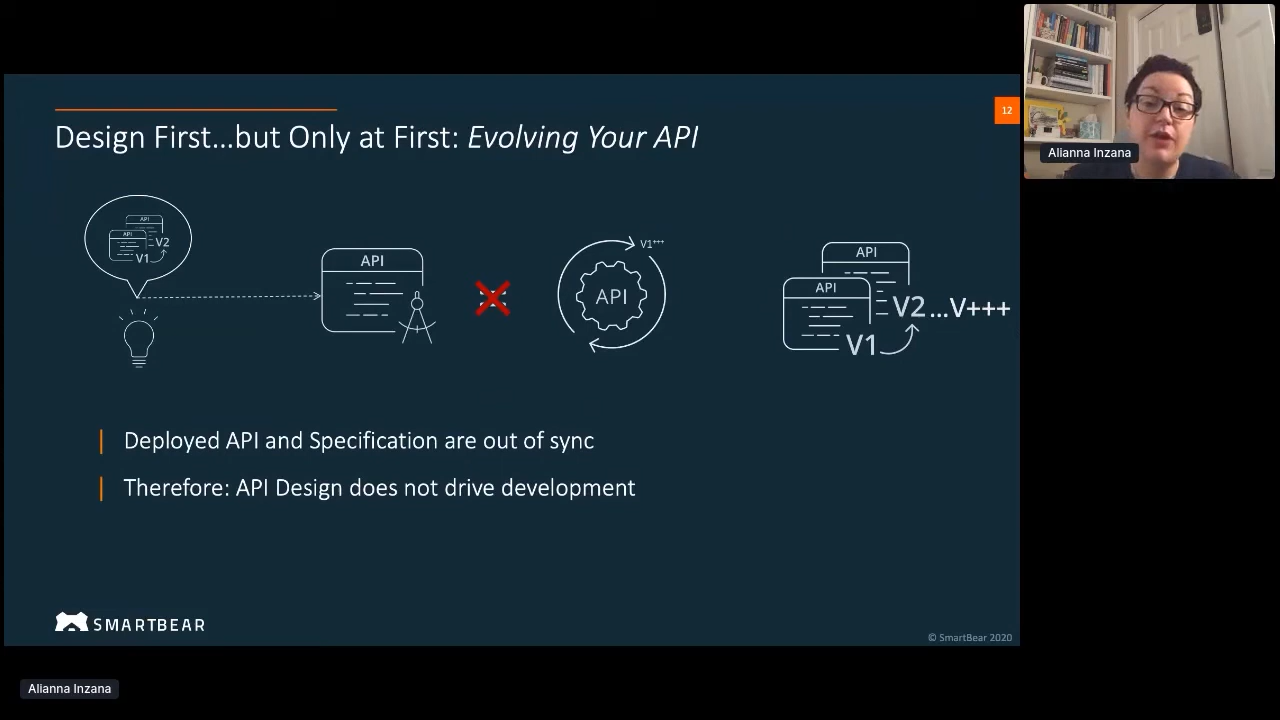 Design First...but Only at First: Evolving Your API
12
Alianna Inzana
API
API
V2
V1
API
V1+++
API
API
API
V2...V+++
V1
Deployed API and Specification are out of sync
Therefore: API Design does not drive development
SMARTBEAR
© SmartBear 2020
Alianna Inzana